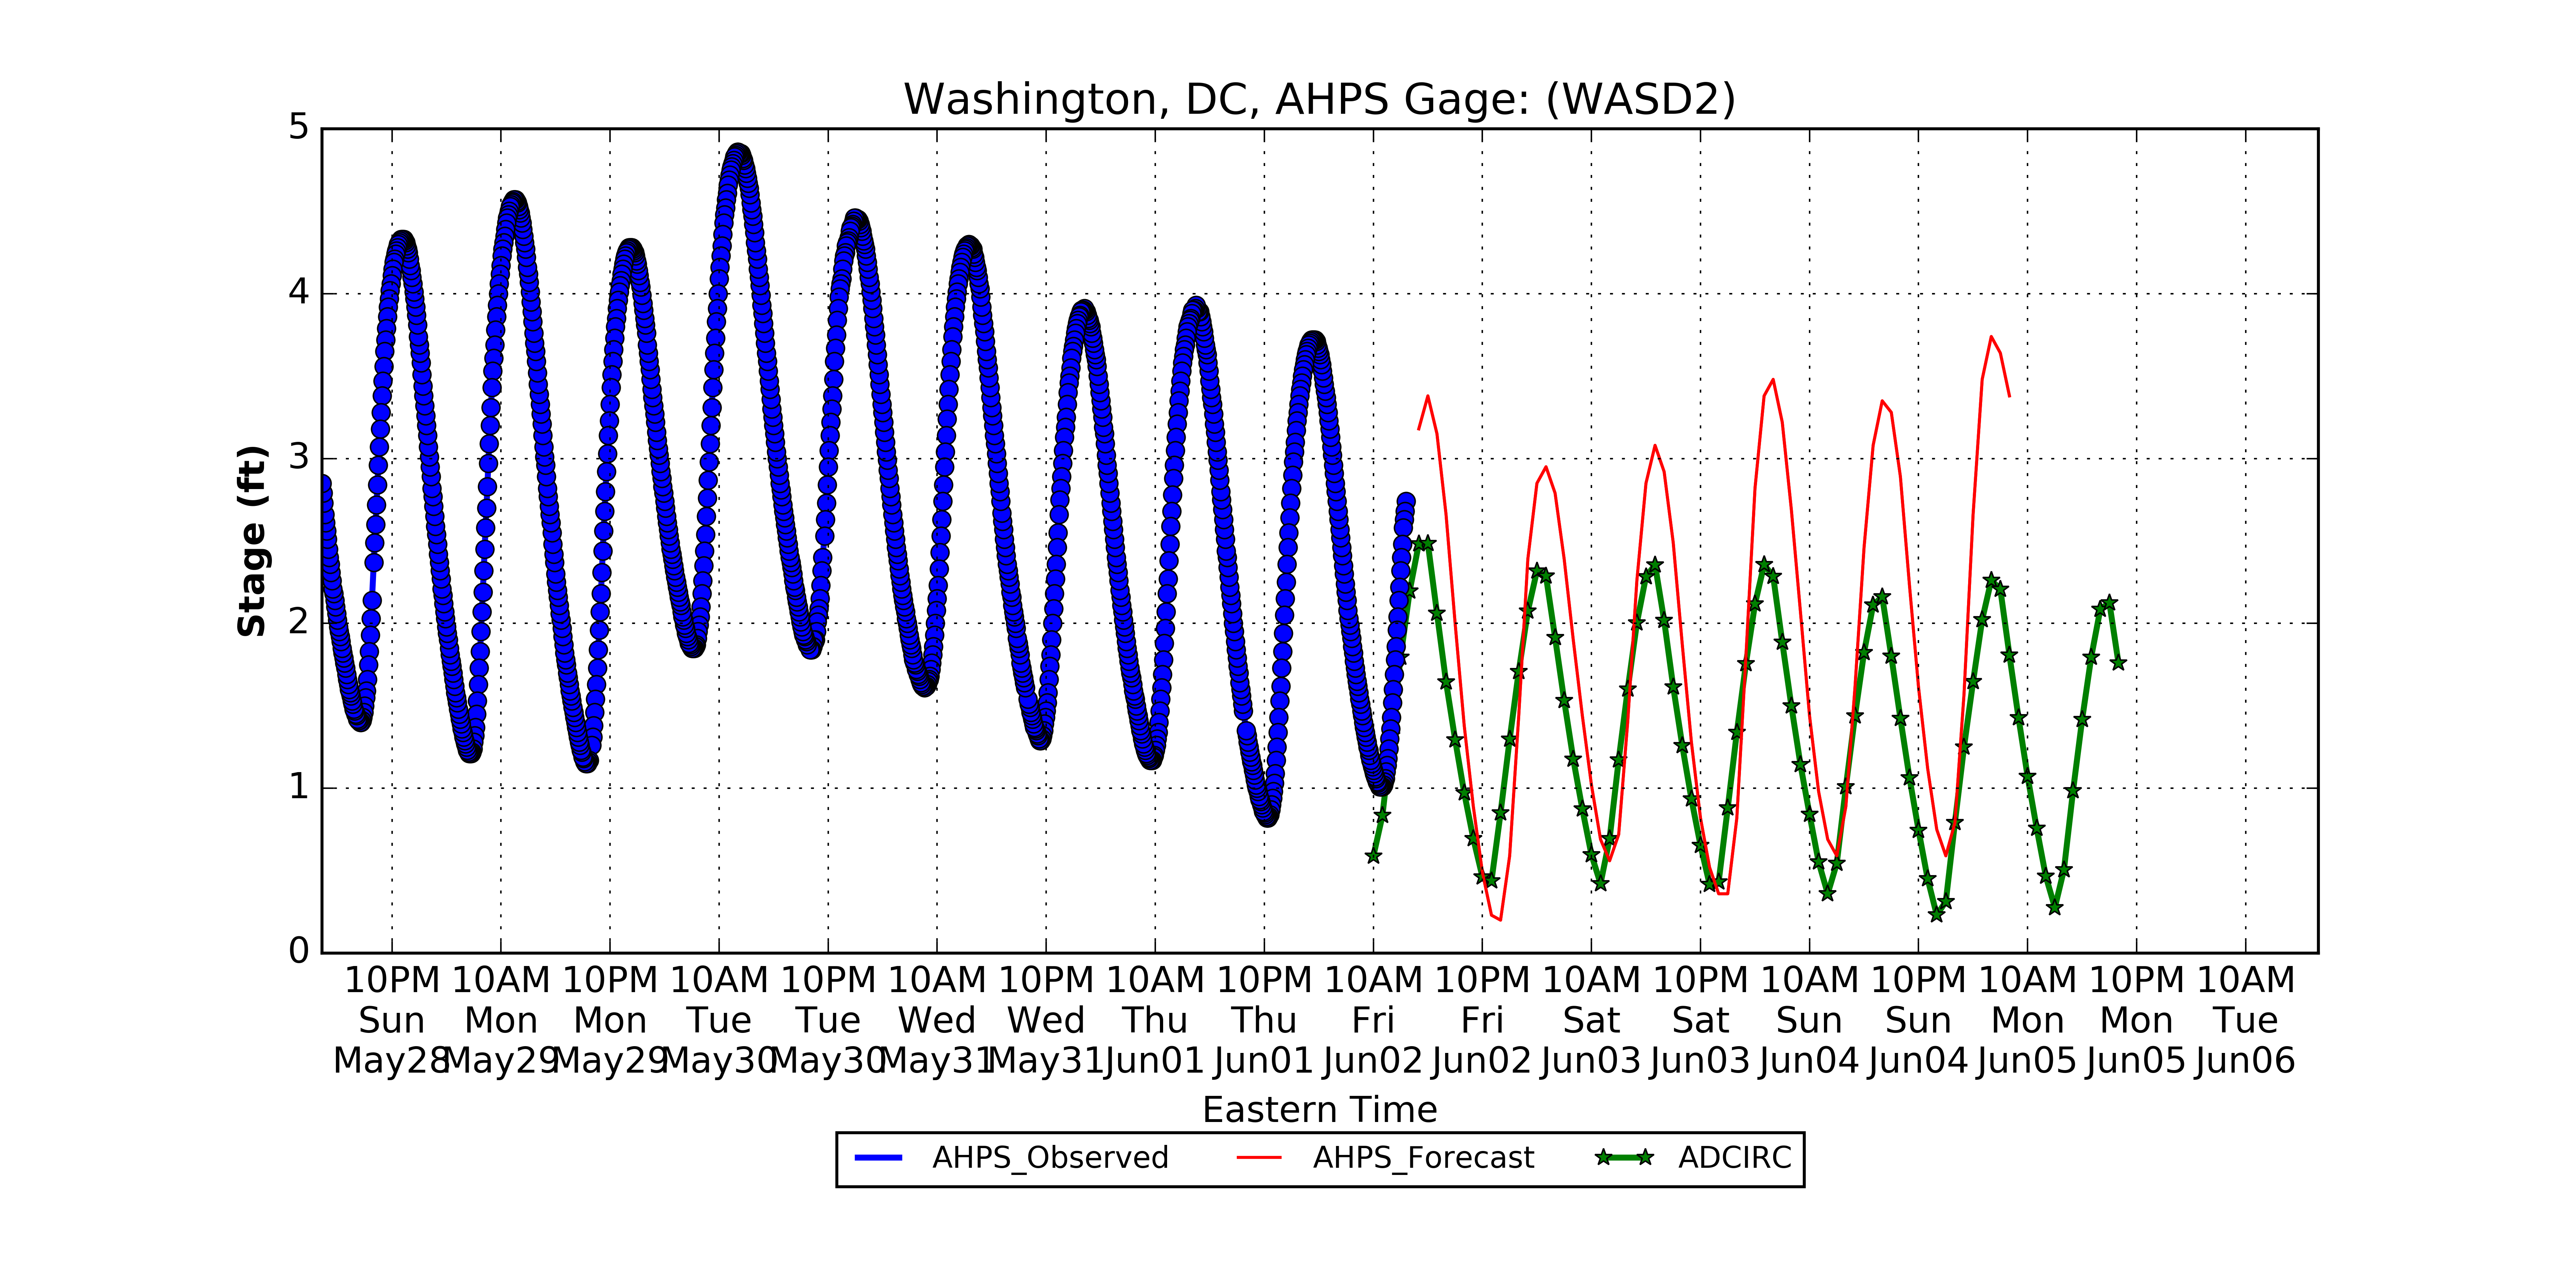 Washington, DC, AHPS Gage: (WASD2)
Stage (ft)
5
4
3
2
1
0
10PM 10AM 10PM 10AM 10PM 10AM 10PM 10AM 10PM 10AM 10PM 10AM 10PM 10AM 10PM 10AM 10PM 10AM
Sun Mon Mon Tue Tue Wed Wed Thu Thu Fri Fri Sat Sat Sun Sun Mon Mon Tue
May28 May29 May29 May30 May30 May31 May31 Jun01 Jun01 Jun02 Jun02 Jun03 Jun03 Jun04 Jun04 Jun05 Jun05 Jun06
Eastern Time
AHPS_Observed AHPS_Forecast ADCIRC